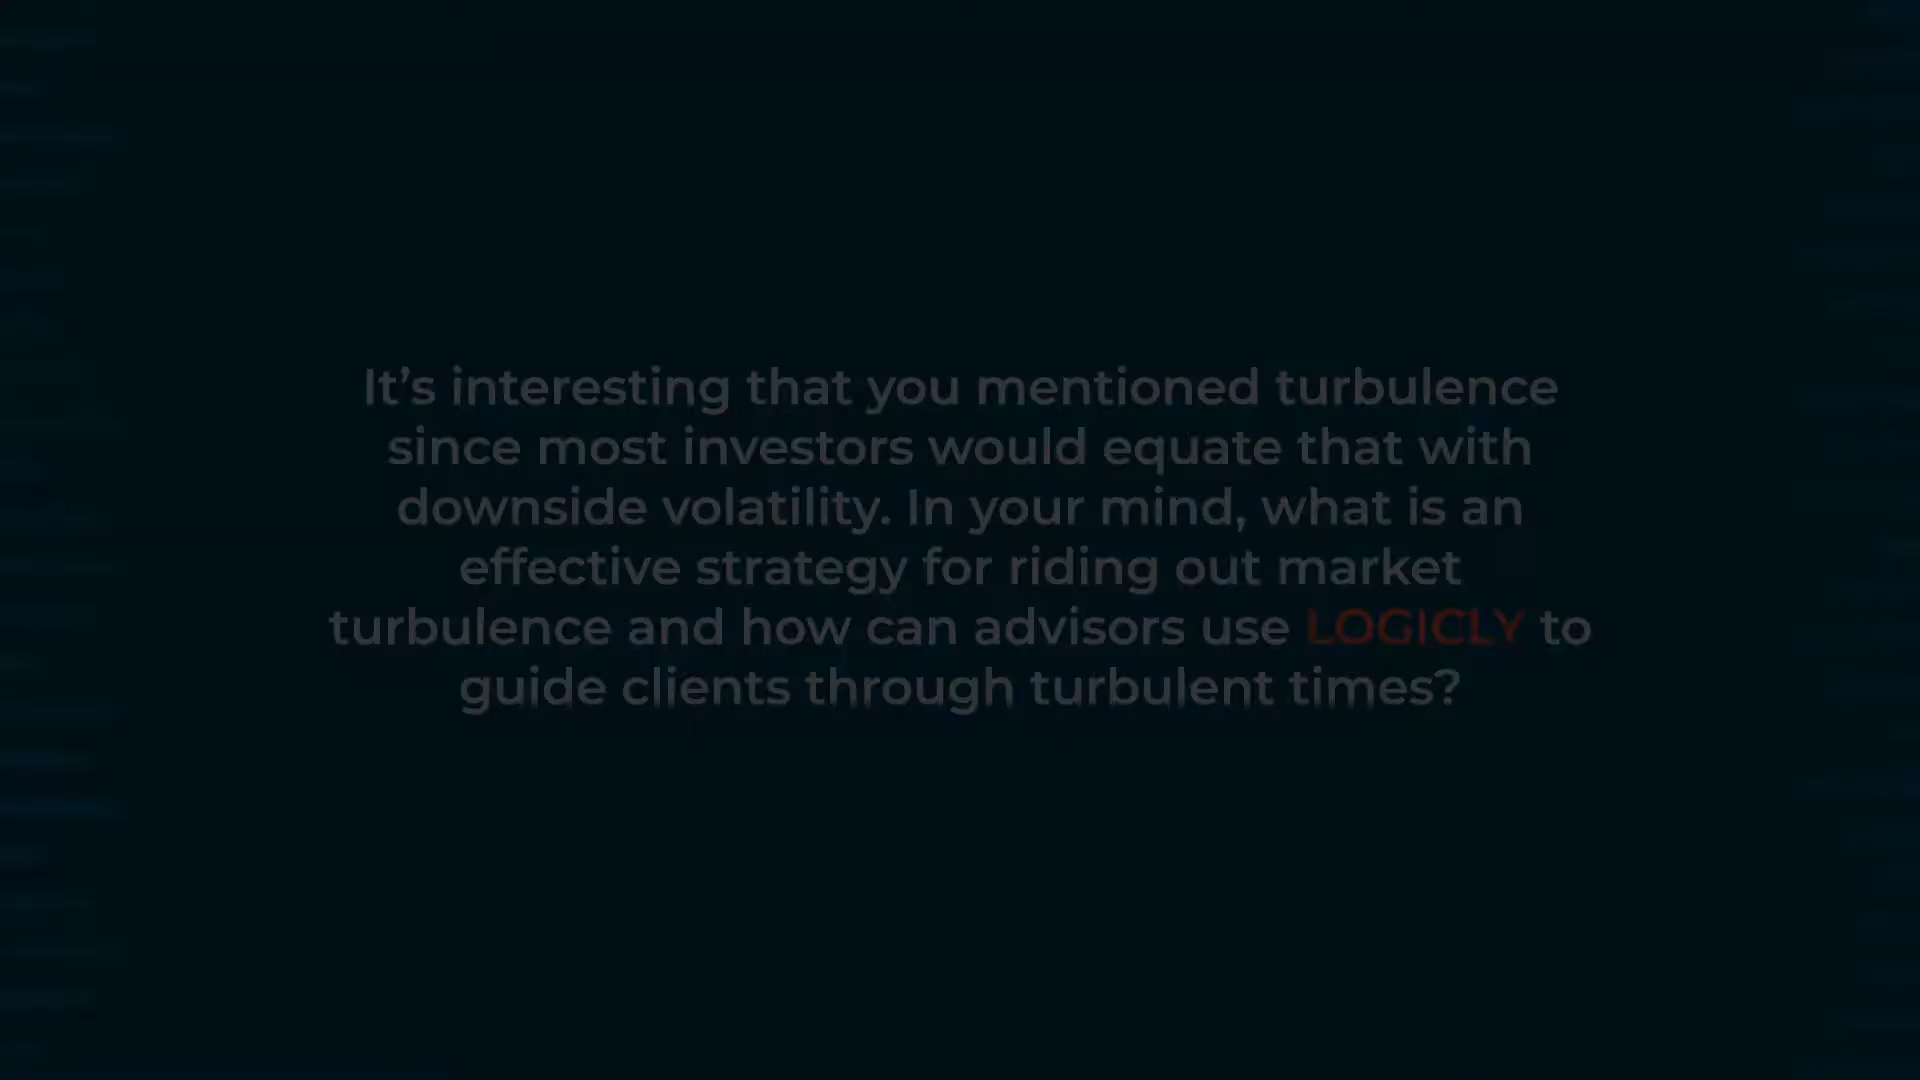 It’s interesting that you mentioned turbulence
since most investors would equate that with
downside volatility. In your mind, what is an
effective strategy for riding out market
turbulence and how can advisors use LOGICLY to
guide clients through turbulent times?